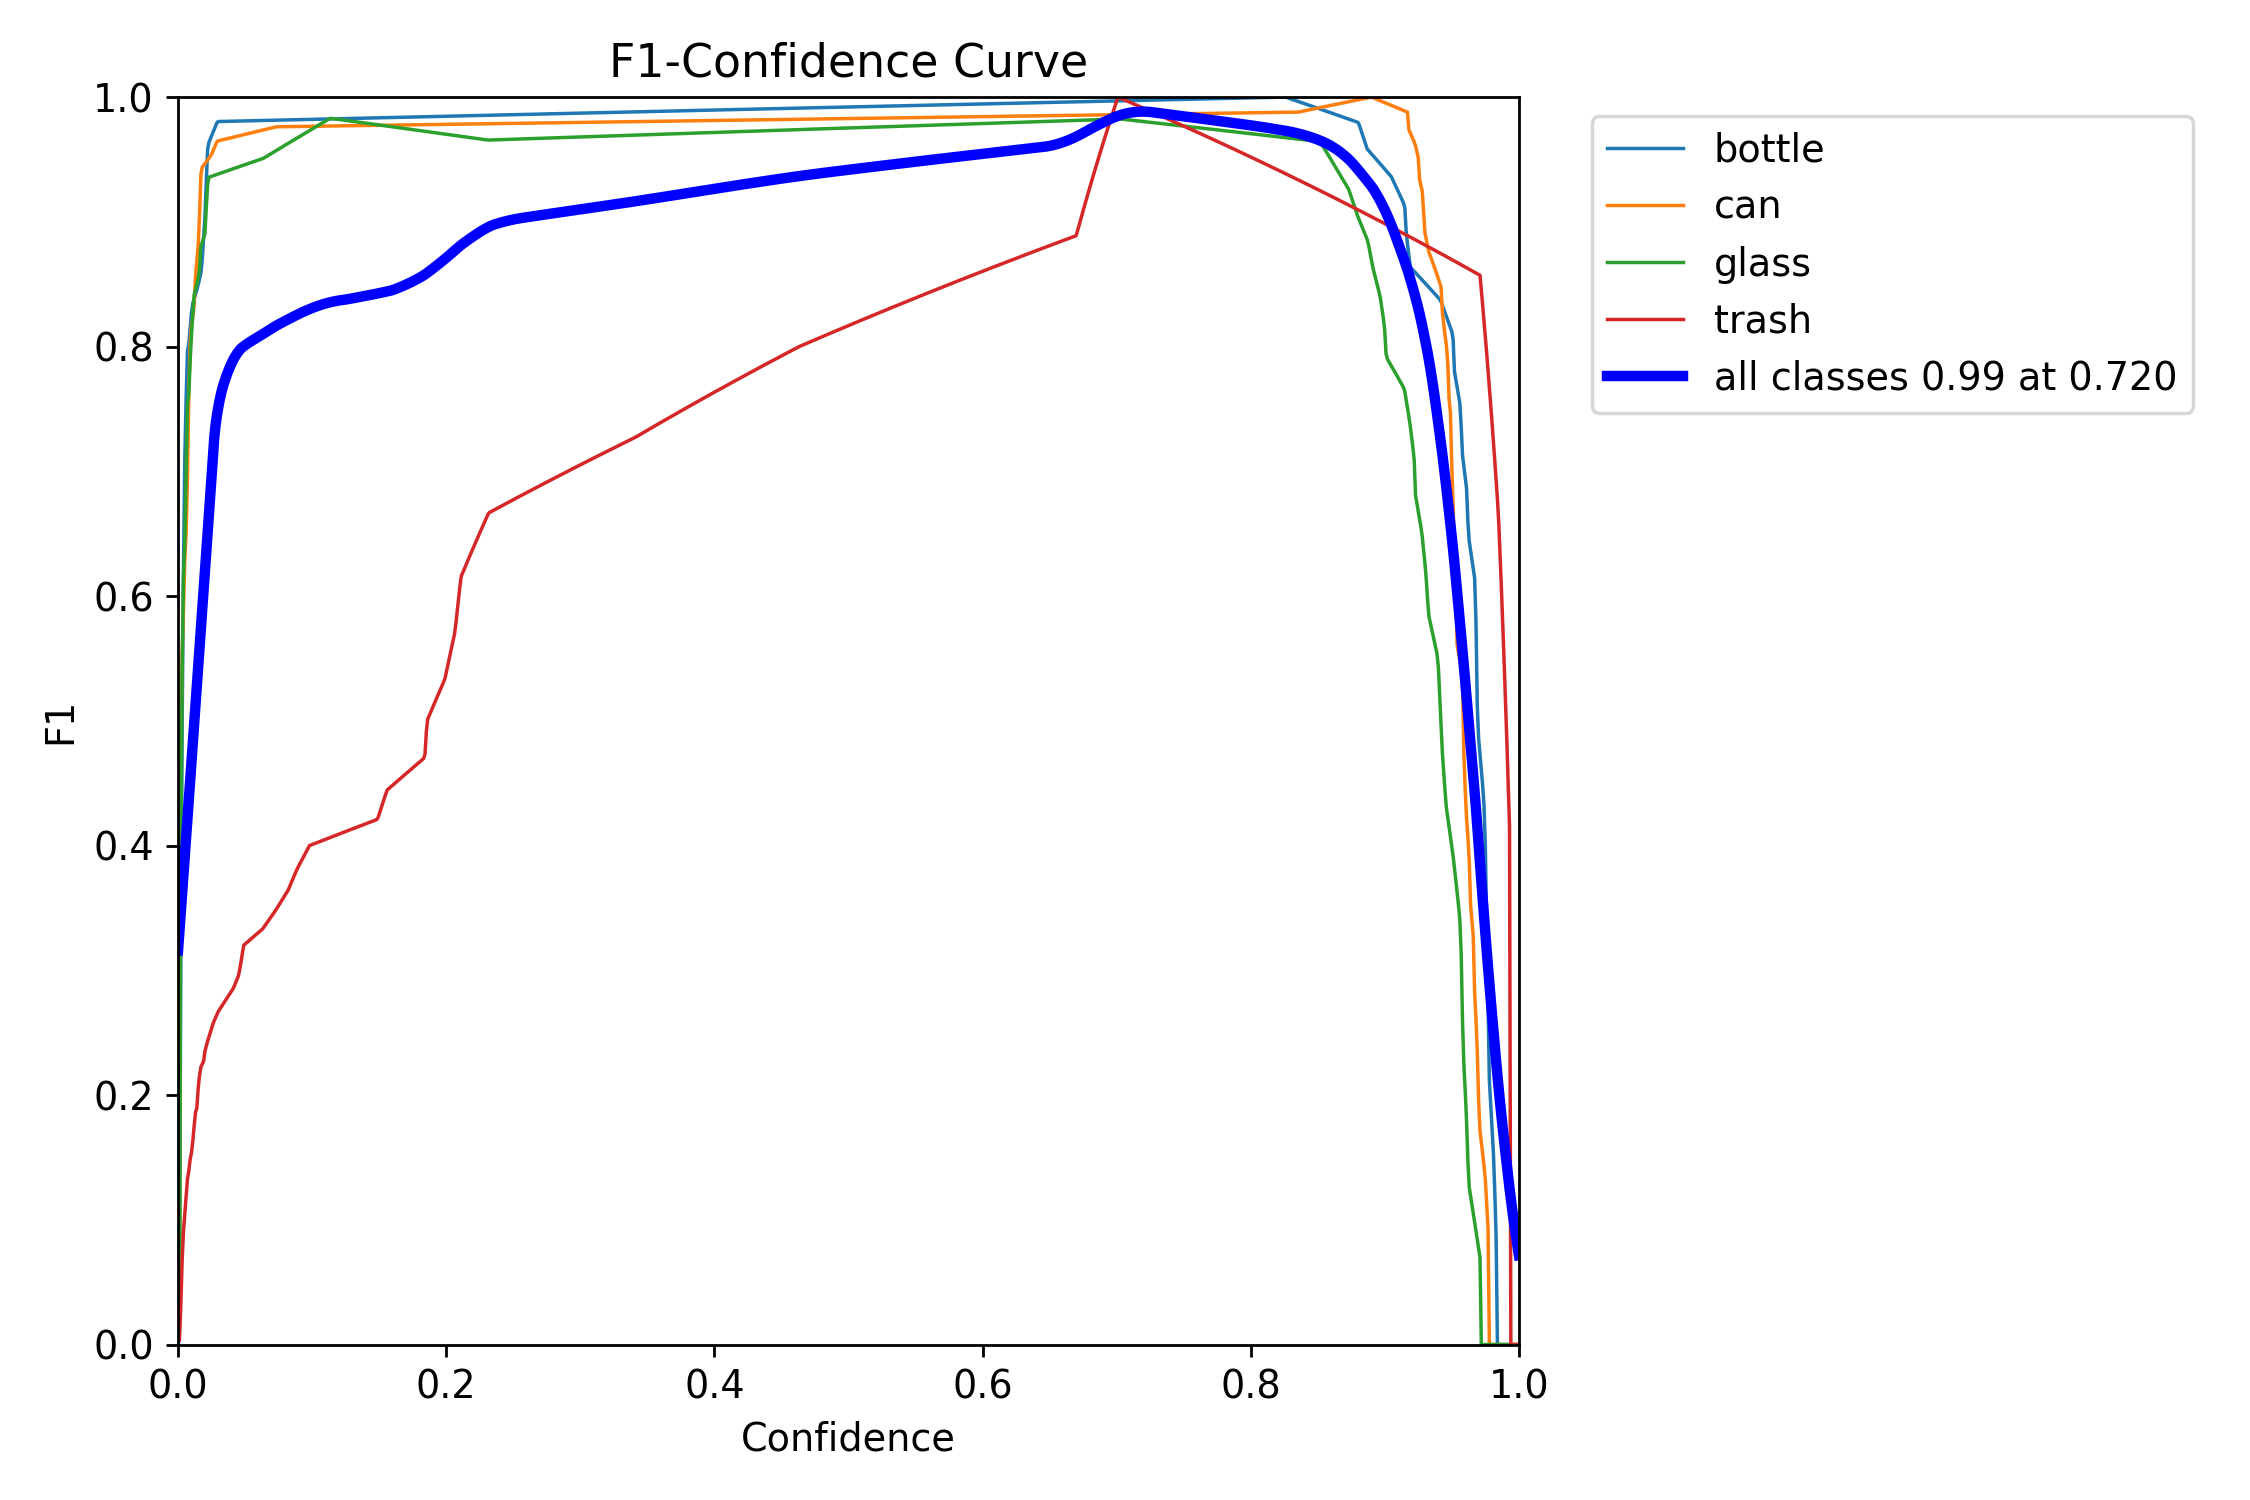 F1-Confidence Curve
1.0
0.8
0.6
0.4
0.2
0.0
F1
0.0 0.2 0.4 0.6 0.8 1.0
Confidence
bottle
can
glass
trash
all classes 0.99 at 0.720